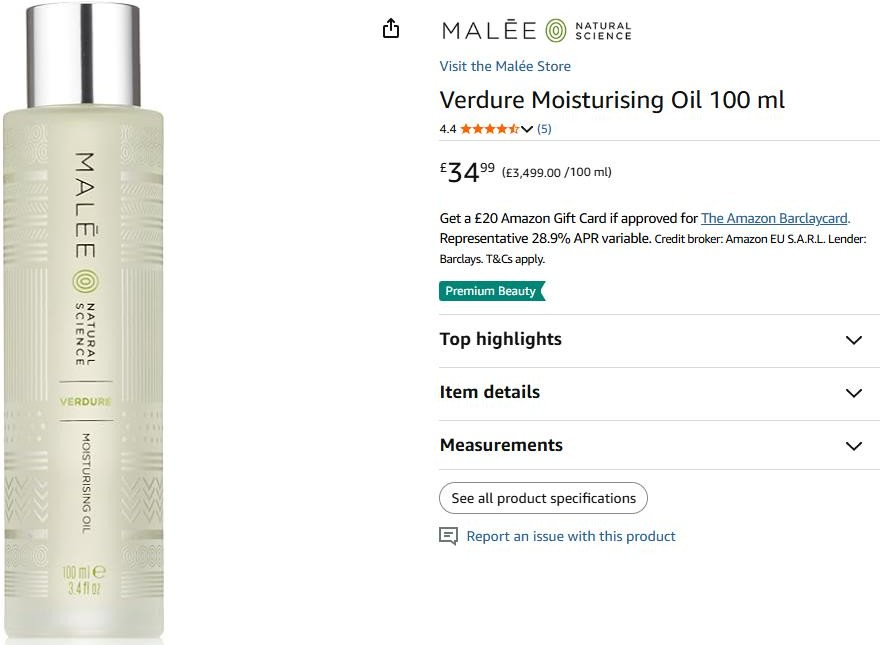 MALĒE
NATURAL
SCIENCE
VERDURE
MOISTURISING OIL
100 ml e
3.4 fl oz
MALĒE NATURAL
SCIENCE
Visit the Malée Store
Verdure Moisturising Oil 100 ml
4.4 (5)
£34⁹⁹ (£3,499.00 /100 ml)
Get a £20 Amazon Gift Card if approved for The Amazon Barclaycard.
Representative 28.9% APR variable. Credit broker: Amazon EU S.A.R.L. Lender:
Barclays. T&Cs apply.
Premium Beauty
Top highlights
Item details
Measurements
See all product specifications
Report an issue with this product